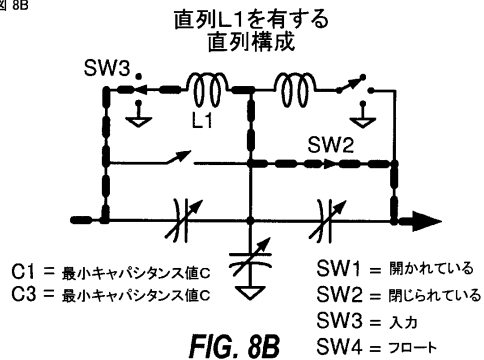 図 8B
直列L1を有する
直列構成
SW3
L1
SW2
C1 = 最小キャパシタンス値C
C3 = 最小キャパシタンス値C
SW1 = 開かれている
SW2 = 閉じられている
SW3 = 入力
SW4 = フロート
FIG. 8B